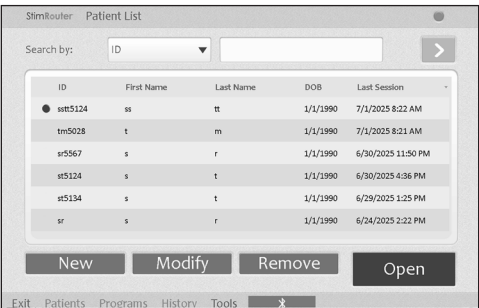 StimRouter Patient List
Search by: ID
ID First Name Last Name DOB Last Session
sstt5124 ss tt 1/1/1990 7/1/2025 8:22 AM
tm5028 t m 1/1/1990 7/1/2025 8:21 AM
sr5567 s r 1/1/1990 6/30/2025 11:50 PM
st5124 s t 1/1/1990 6/30/2025 4:36 PM
st5134 s t 1/1/1990 6/29/2025 1:25 PM
sr s r 1/1/1990 6/24/2025 2:22 PM
New Modify Remove Open
Exit Patients Programs History Tools